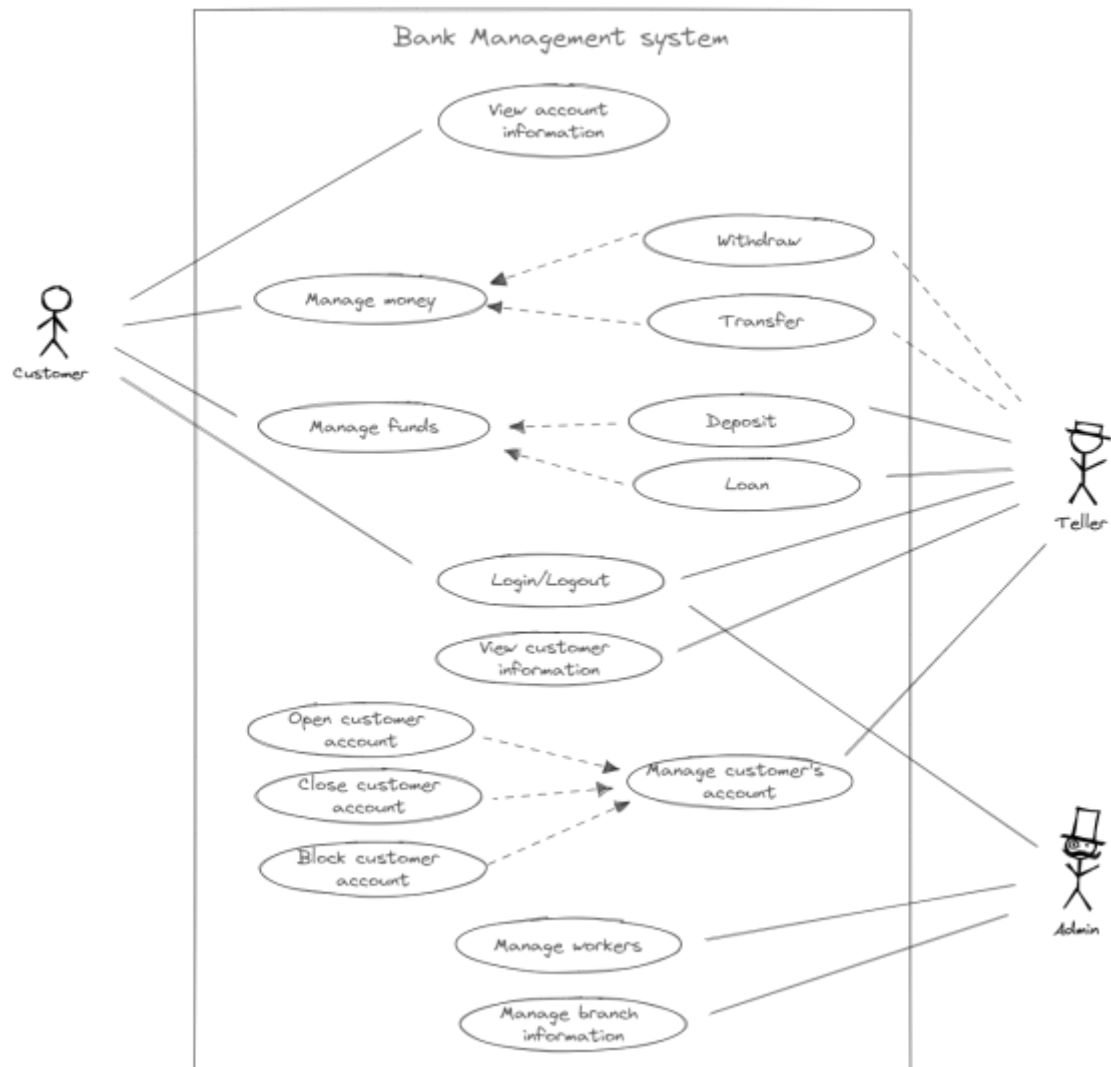 Bank Management system
View account
information
Withdraw
Manage money
Transfer
Customer
Manage funds
Deposit
Loan
Teller
Login/Logout
View customer
information
Open customer
account
Manage customer's
account
Close customer
account
Block customer
account
Admin
Manage workers
Manage branch
information